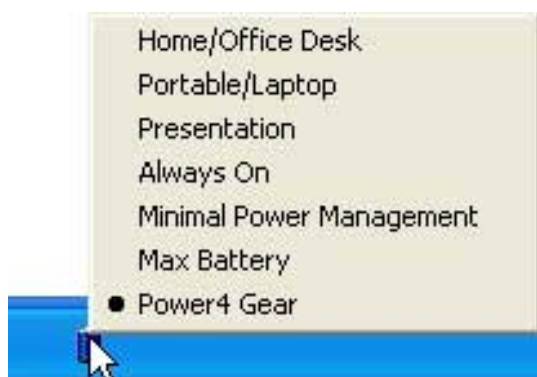 Home/Office Desk
Portable/Laptop
Presentation
Always On
Minimal Power Management
Max Battery
Power4 Gear